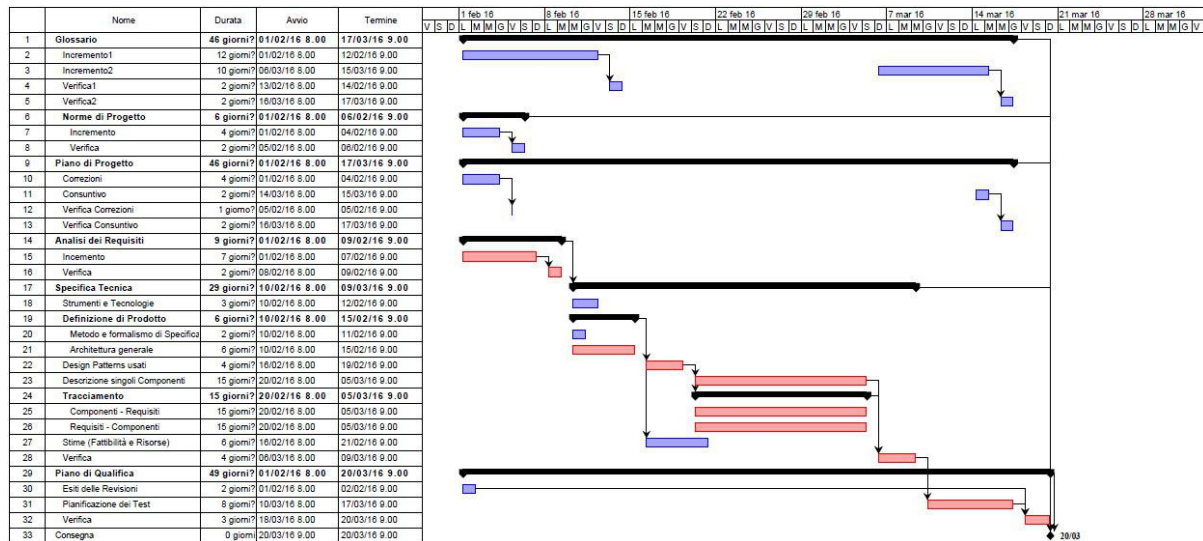 Nome Durata Avvio Termine 1 feb 16 8 feb 16 15 feb 16 22 feb 16 29 feb 16 7 mar 16 14 mar 16 21 mar 16 28 mar 16
V S D L M M G V S D L M M G V S D L M M G V S D L M M G V S D L M M G V S D L M M G V S D L M M G V S D L M M G V S D L M M G V
1 Glossario 46 giorni? 01/02/16 8.00 17/03/16 9.00
2 Incremento1 12 giorni? 01/02/16 8.00 12/02/16 9.00
3 Incremento2 10 giorni? 06/03/16 8.00 15/03/16 9.00
4 Verifica1 2 giorni? 13/02/16 8.00 14/02/16 9.00
5 Verifica2 2 giorni? 16/03/16 8.00 17/03/16 9.00
6 Norme di Progetto 6 giorni? 01/02/16 8.00 06/02/16 9.00
7 Incremento 4 giorni? 01/02/16 8.00 04/02/16 9.00
8 Verifica 2 giorni? 05/02/16 8.00 06/02/16 9.00
9 Piano di Progetto 46 giorni? 01/02/16 8.00 17/03/16 9.00
10 Correzioni 4 giorni? 01/02/16 8.00 04/02/16 9.00
11 Consuntivo 2 giorni? 14/03/16 8.00 15/03/16 9.00
12 Verifica Correzioni 1 giorno? 05/02/16 8.00 05/02/16 9.00
13 Verifica Consuntivo 2 giorni? 16/03/16 8.00 17/03/16 9.00
14 Analisi dei Requisiti 9 giorni? 01/02/16 8.00 09/02/16 9.00
15 Incemento 7 giorni? 01/02/16 8.00 07/02/16 9.00
16 Verifica 2 giorni? 08/02/16 8.00 09/02/16 9.00
17 Specifica Tecnica 29 giorni? 10/02/16 8.00 09/03/16 9.00
18 Strumenti e Tecnologie 3 giorni? 10/02/16 8.00 12/02/16 9.00
19 Definizione di Prodotto 6 giorni? 10/02/16 8.00 15/02/16 9.00
20 Metodo e formalismo di Specifica 2 giorni? 10/02/16 8.00 11/02/16 9.00
21 Architettura generale 6 giorni? 10/02/16 8.00 15/02/16 9.00
22 Design Patterns usati 4 giorni? 16/02/16 8.00 19/02/16 9.00
23 Descrizione singoli Componenti 15 giorni? 20/02/16 8.00 05/03/16 9.00
24 Tracciamento 15 giorni? 20/02/16 8.00 05/03/16 9.00
25 Componenti - Requisiti 15 giorni? 20/02/16 8.00 05/03/16 9.00
26 Requisiti - Componenti 15 giorni? 20/02/16 8.00 05/03/16 9.00
27 Stime (Fattibilità e Risorse) 6 giorni? 16/02/16 8.00 21/02/16 9.00
28 Verifica 4 giorni? 06/03/16 8.00 09/03/16 9.00
29 Piano di Qualifica 49 giorni? 01/02/16 8.00 20/03/16 9.00
30 Esiti delle Revisioni 2 giorni? 01/02/16 8.00 02/02/16 9.00
31 Pianificazione dei Test 8 giorni? 10/03/16 8.00 17/03/16 9.00
32 Verifica 3 giorni? 18/03/16 8.00 20/03/16 9.00
33 Consegna 0 giorni 20/03/16 9.00 20/03/16 9.00 20/03